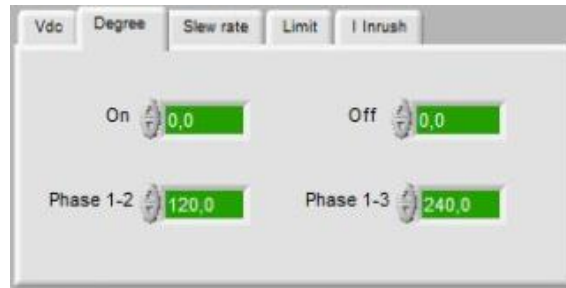 Vdc Degree Slew rate Limit I Inrush
On 0,0 Off 0,0
Phase 1-2 120,0 Phase 1-3 240,0